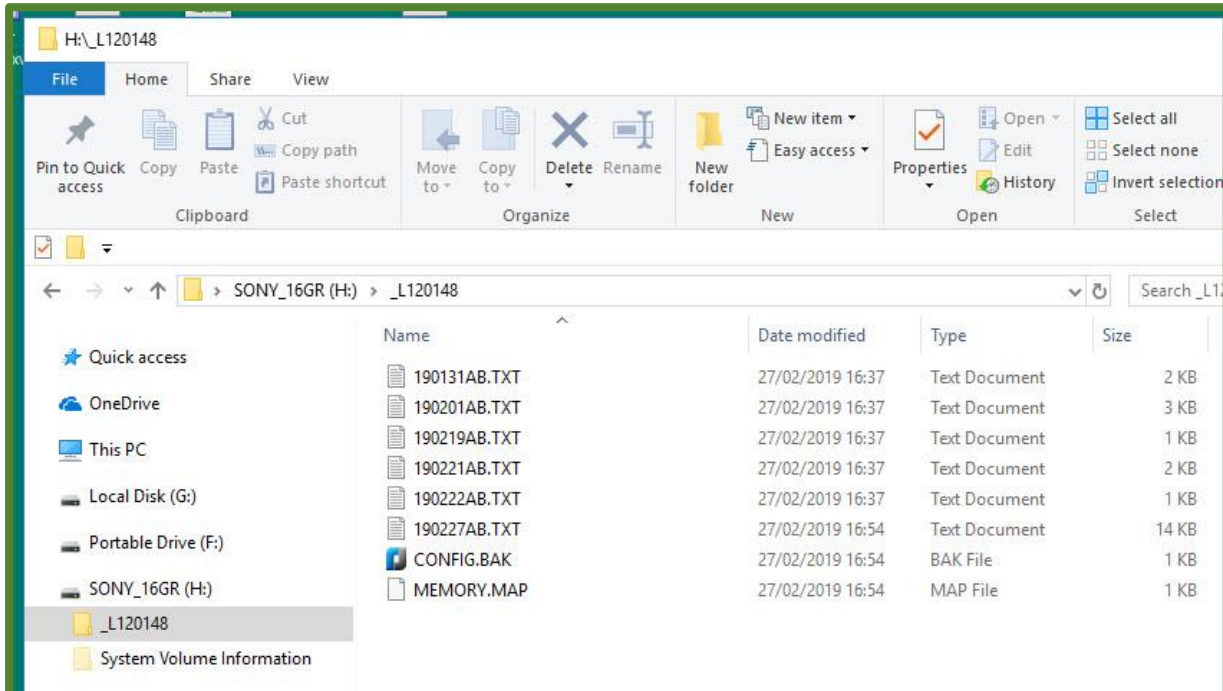 H:\_L120148
File Home Share View
Pin to Quick access
Copy
Paste
Cut
Copy path
Paste shortcut
Clipboard
Move to
Copy to
Delete
Rename
Organize
New folder
New item
Easy access
New
Properties
Open
Edit
History
Open
Select all
Select none
Invert selection
Select
SONY_16GR (H:) > _L120148
Search _L1
Name Date modified Type Size
Quick access
OneDrive
This PC
Local Disk (G:)
Portable Drive (F:)
SONY_16GR (H:)
_L120148
System Volume Information
190131AB.TXT 27/02/2019 16:37 Text Document 2 KB
190201AB.TXT 27/02/2019 16:37 Text Document 3 KB
190219AB.TXT 27/02/2019 16:37 Text Document 1 KB
190221AB.TXT 27/02/2019 16:37 Text Document 2 KB
190222AB.TXT 27/02/2019 16:37 Text Document 1 KB
190227AB.TXT 27/02/2019 16:54 Text Document 14 KB
CONFIG.BAK 27/02/2019 16:54 BAK File 1 KB
MEMORY.MAP 27/02/2019 16:54 MAP File 1 KB